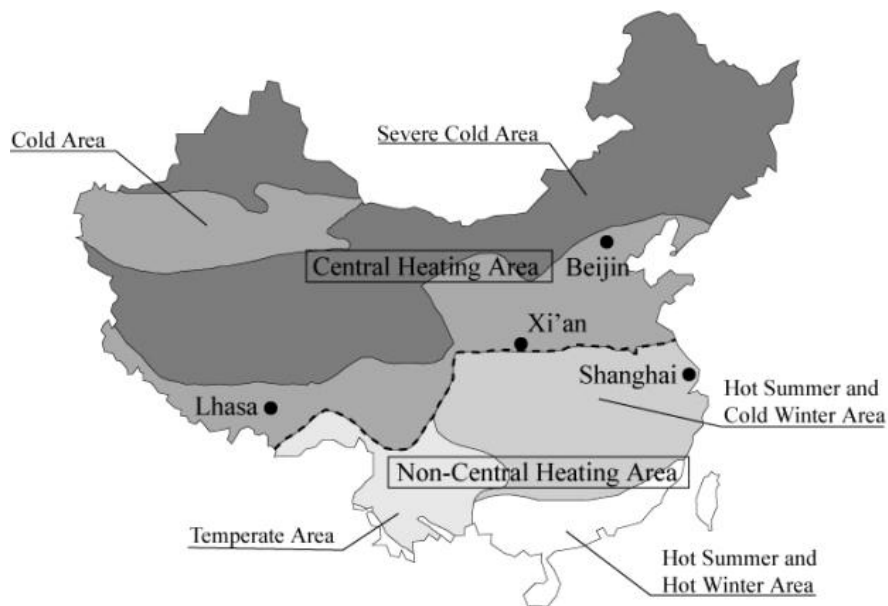 Cold Area
Severe Cold Area
Central Heating Area
Beijin
Xi'an
Shanghai
Lhasa
Hot Summer and
Cold Winter Area
Non-Central Heating Area
Temperate Area
Hot Summer and
Hot Winter Area